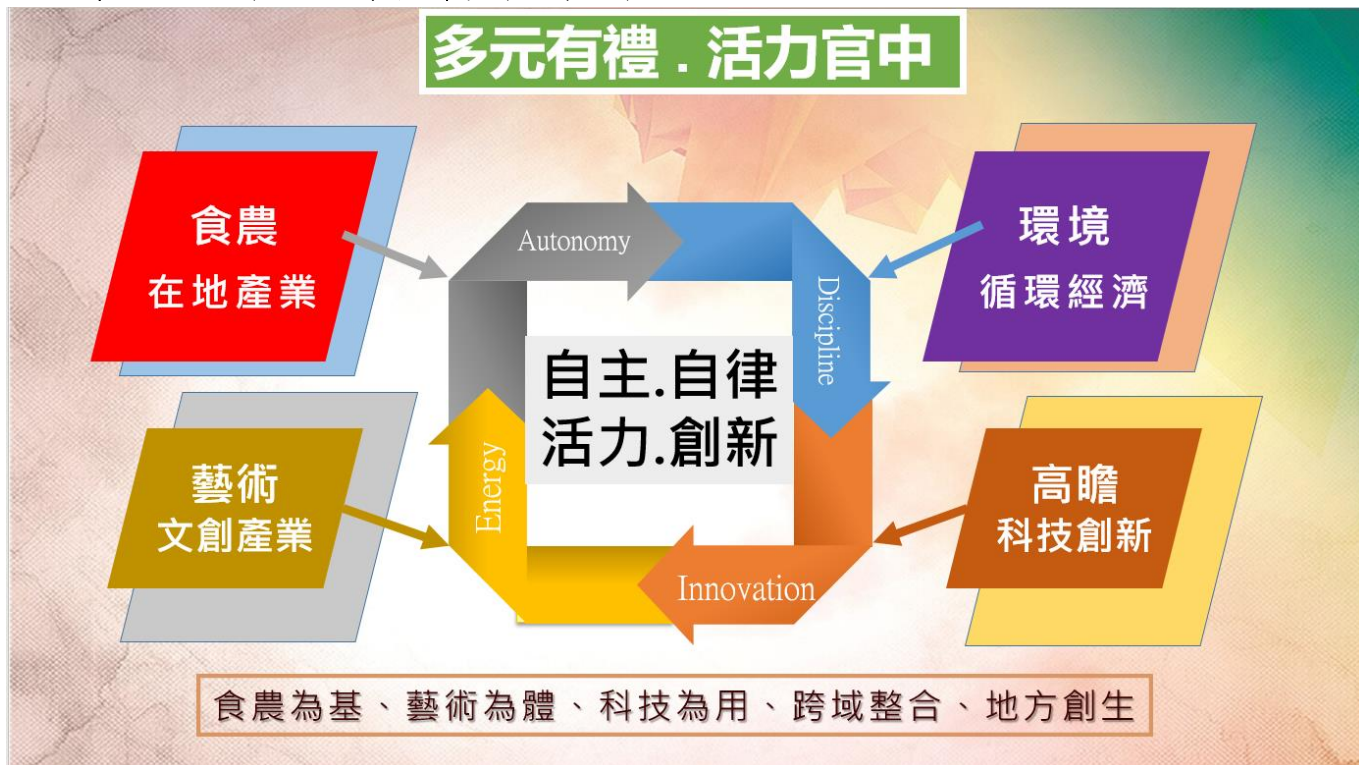 多元有禮．活力官中
食農
在地產業
Autonomy
環境
循環經濟
Discipline
自主.自律
活力.創新
藝術
文創產業
Energy
高瞻
科技創新
Innovation
食農為基、藝術為體、科技為用、跨域整合、地方創生